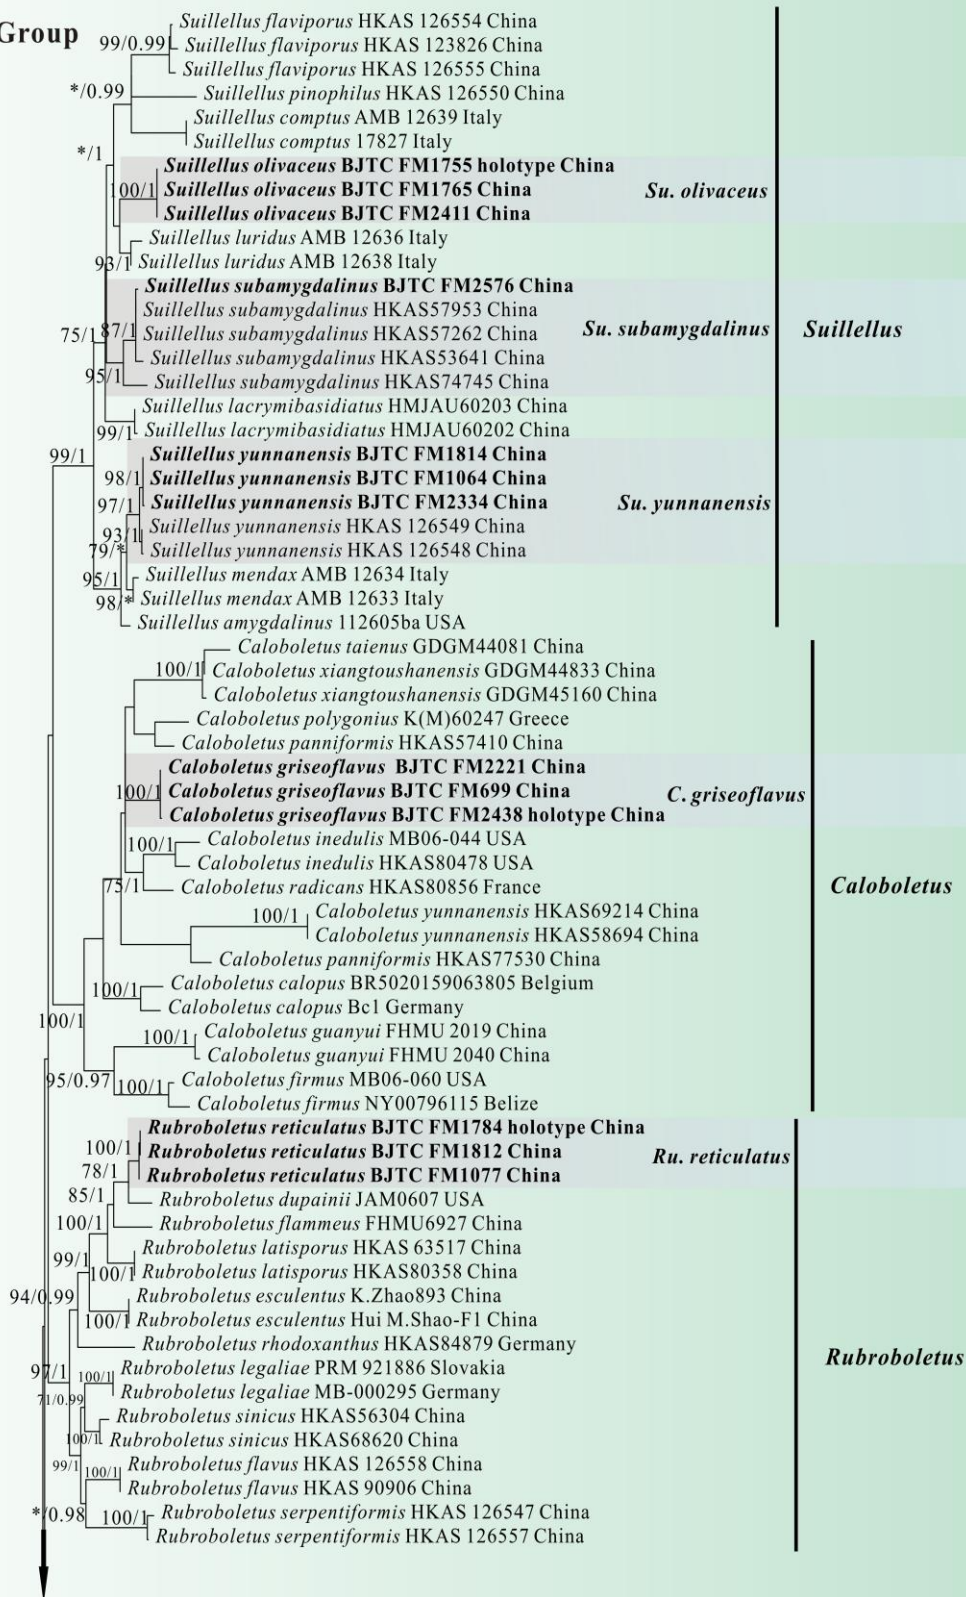 Group
Suillellus flaviporus HKAS 126554 China
99/0.99
Suillellus flaviporus HKAS 123826 China
Suillellus flaviporus HKAS 126555 China
*/0.99
Suillellus pinophilus HKAS 126550 China
Suillellus comptus AMB 12639 Italy
Suillellus comptus 17827 Italy
*/1
Suillellus olivaceus BJTC FM1755 holotype China
100/1
Suillellus olivaceus BJTC FM1765 China
Su. olivaceus
Suillellus olivaceus BJTC FM2411 China
Suillellus luridus AMB 12636 Italy
93/1
Suillellus luridus AMB 12638 Italy
Suillellus subamygdalinus BJTC FM2576 China
Suillellus subamygdalinus HKAS57953 China
75/1
87/1
Suillellus subamygdalinus HKAS57262 China
Su. subamygdalinus
Suillellus
Suillellus subamygdalinus HKAS53641 China
95/1
Suillellus subamygdalinus HKAS74745 China
Suillellus lacrymibasidiatus HMJAU60203 China
99/1
Suillellus lacrymibasidiatus HMJAU60202 China
99/1
Suillellus yunnanensis BJTC FM1814 China
98/1
Suillellus yunnanensis BJTC FM1064 China
97/1
Suillellus yunnanensis BJTC FM2334 China
Su. yunnanensis
93/1
Suillellus yunnanensis HKAS 126549 China
79/*
Suillellus yunnanensis HKAS 126548 China
95/1
Suillellus mendax AMB 12634 Italy
98/*
Suillellus mendax AMB 12633 Italy
Suillellus amygdalinus 112605ba USA
Caloboletus taienus GDGM44081 China
100/1
Caloboletus xiangtoushanensis GDGM44833 China
Caloboletus xiangtoushanensis GDGM45160 China
Caloboletus polygonius K(M)60247 Greece
Caloboletus panniformis HKAS57410 China
Caloboletus griseoflavus BJTC FM2221 China
100/1
Caloboletus griseoflavus BJTC FM699 China
C. griseoflavus
Caloboletus griseoflavus BJTC FM2438 holotype China
100/1
Caloboletus inedulis MB06-044 USA
Caloboletus inedulis HKAS80478 USA
75/1
Caloboletus radicans HKAS80856 France
Caloboletus
100/1
Caloboletus yunnanensis HKAS69214 China
Caloboletus yunnanensis HKAS58694 China
Caloboletus panniformis HKAS77530 China
100/1
Caloboletus calopus BR5020159063805 Belgium
Caloboletus calopus Bc1 Germany
100/1
100/1
Caloboletus guanyui FHMU 2019 China
Caloboletus guanyui FHMU 2040 China
95/0.97
100/1
Caloboletus firmus MB06-060 USA
Caloboletus firmus NY00796115 Belize
Rubroboletus reticulatus BJTC FM1784 holotype China
100/1
Rubroboletus reticulatus BJTC FM1812 China
Ru. reticulatus
78/1
Rubroboletus reticulatus BJTC FM1077 China
85/1
Rubroboletus dupainii JAM0607 USA
100/1
Rubroboletus flammeus FHMU6927 China
99/1
Rubroboletus latisporus HKAS 63517 China
100/1
Rubroboletus latisporus HKAS80358 China
94/0.99
Rubroboletus esculentus K.Zhao893 China
100/1
Rubroboletus esculentus Hui M.Shao-F1 China
Rubroboletus rhodoxanthus HKAS84879 Germany
Rubroboletus
97/1
100/1
Rubroboletus legaliae PRM 921886 Slovakia
71/0.99
Rubroboletus legaliae MB-000295 Germany
Rubroboletus sinicus HKAS56304 China
100/1
Rubroboletus sinicus HKAS68620 China
99/1
100/1
Rubroboletus flavus HKAS 126558 China
Rubroboletus flavus HKAS 90906 China
*/0.98
100/1
Rubroboletus serpentiformis HKAS 126547 China
Rubroboletus serpentiformis HKAS 126557 China